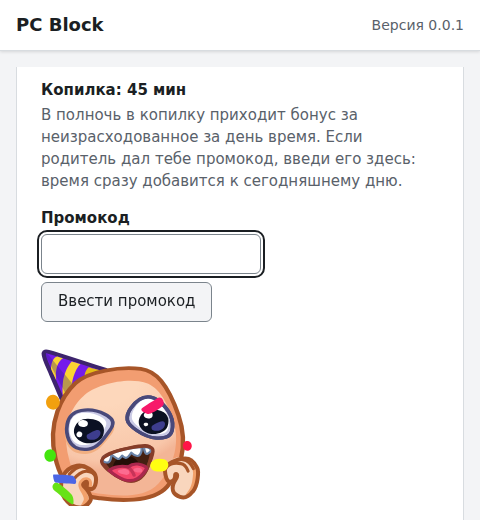 PC Block
Версия 0.0.1
Копилка: 45 мин
В полночь в копилку приходит бонус за
неизрасходованное за день время. Если
родитель дал тебе промокод, введи его здесь:
время сразу добавится к сегодняшнему дню.
Промокод
Ввести промокод